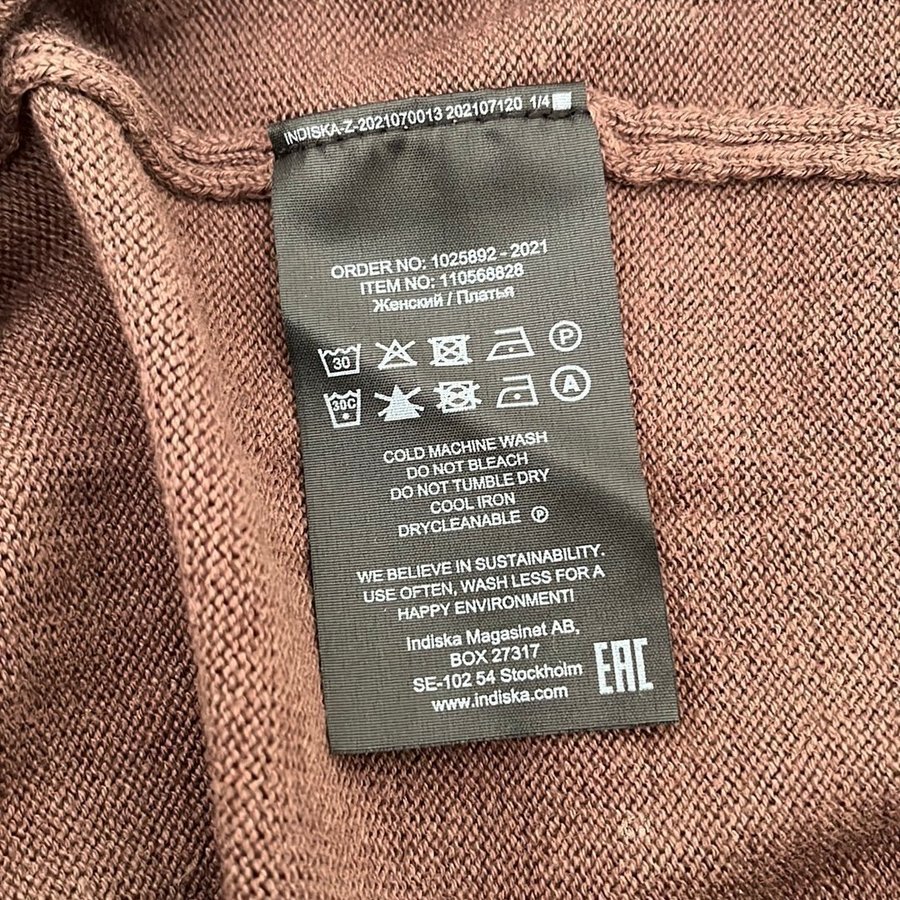 INDISKA-Z-2021070013 202107120 1/4
ORDER NO: 1025892 - 2021
ITEM NO: 110568828
Женский / Платья
30 P
30C A
COLD MACHINE WASH
DO NOT BLEACH
DO NOT TUMBLE DRY
COOL IRON
DRYCLEANABLE Ⓟ
WE BELIEVE IN SUSTAINABILITY.
USE OFTEN, WASH LESS FOR A
HAPPY ENVIRONMENT!
Indiska Magasinet AB,
BOX 27317
SE-102 54 Stockholm
www.indiska.com
EAC